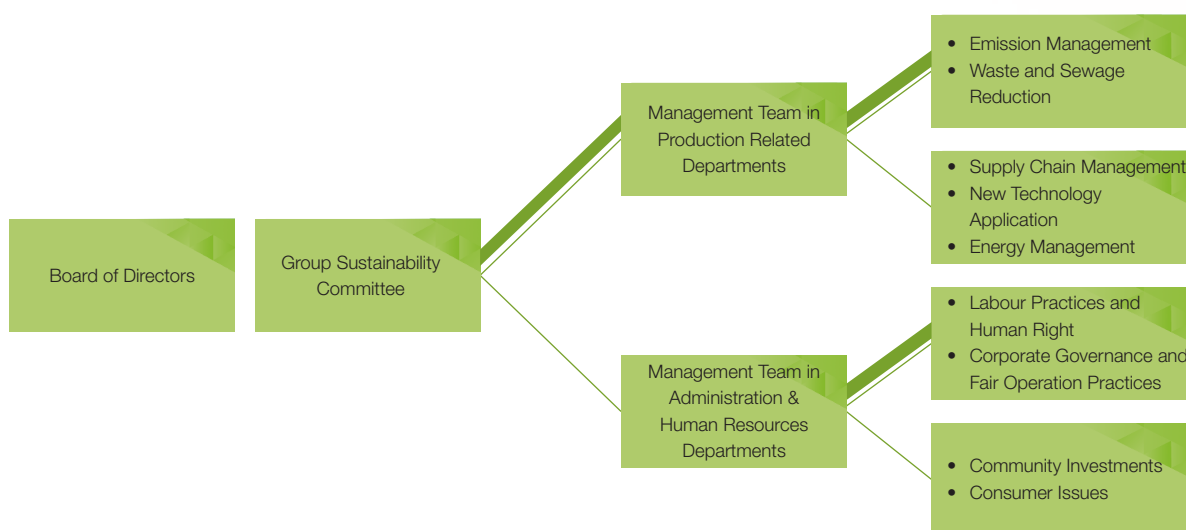 Board of Directors
Group Sustainability
Committee
Management Team in
Production Related
Departments
Management Team in
Administration &
Human Resources
Departments
• Emission Management
• Waste and Sewage
Reduction
• Supply Chain Management
• New Technology
Application
• Energy Management
• Labour Practices and
Human Right
• Corporate Governance and
Fair Operation Practices
• Community Investments
• Consumer Issues